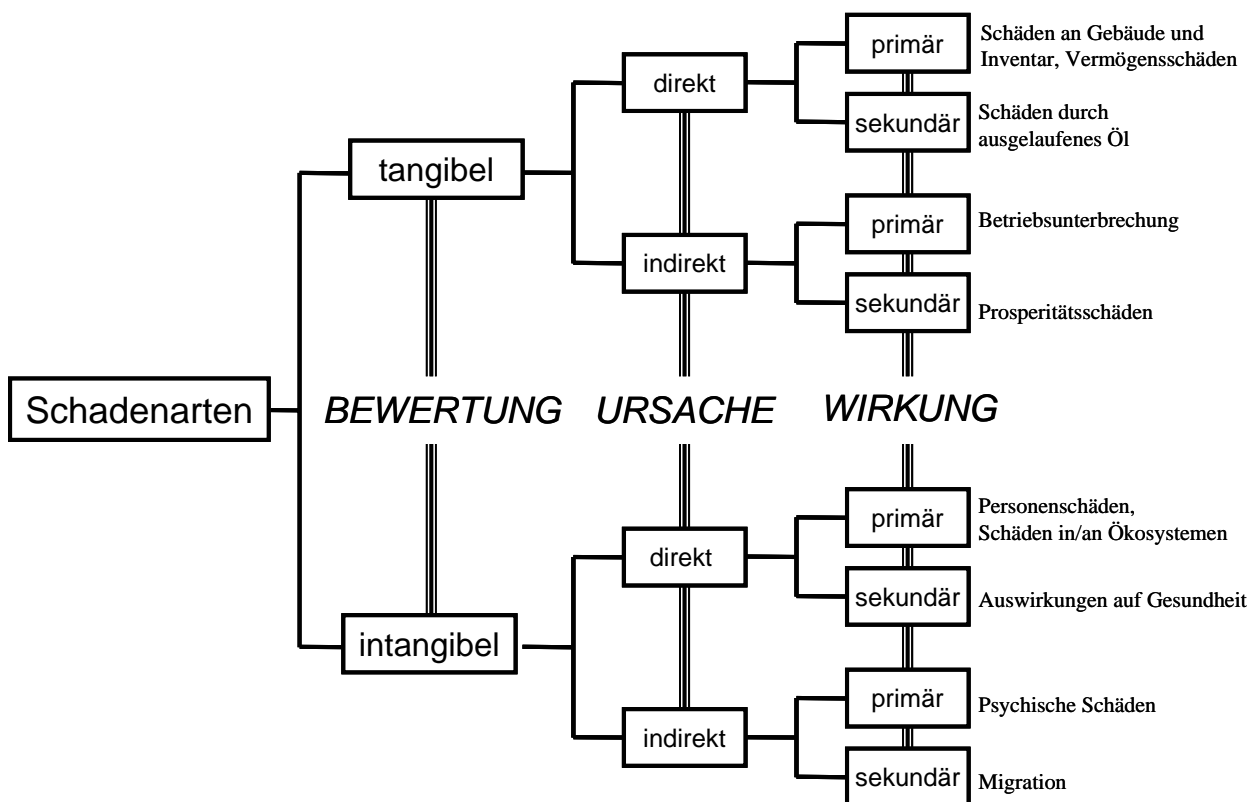 primär
Schäden an Gebäude und
Inventar, Vermögensschäden
direkt
sekundär
Schäden durch
ausgelaufenes Öl
tangibel
primär
Betriebsunterbrechung
indirekt
sekundär
Prosperitätsschäden
Schadenarten
BEWERTUNG
URSACHE
WIRKUNG
primär
Personenschäden,
Schäden in/an Ökosystemen
direkt
sekundär
Auswirkungen auf Gesundheit
intangibel
primär
Psychische Schäden
indirekt
sekundär
Migration